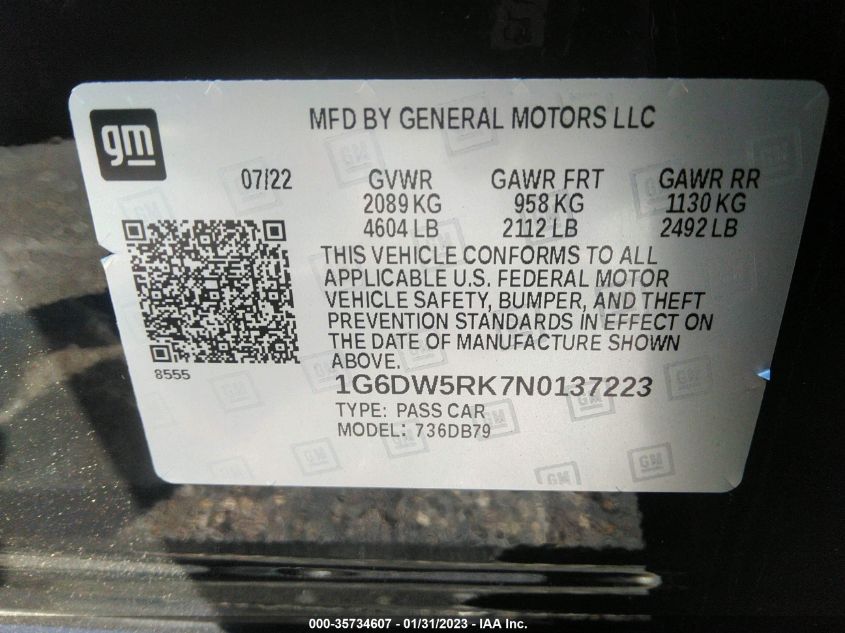 gm
MFD BY GENERAL MOTORS LLC
07/22 GVWR GAWR FRT GAWR RR
2089 KG 958 KG 1130 KG
4604 LB 2112 LB 2492 LB
THIS VEHICLE CONFORMS TO ALL
APPLICABLE U.S. FEDERAL MOTOR
VEHICLE SAFETY, BUMPER, AND THEFT
PREVENTION STANDARDS IN EFFECT ON
THE DATE OF MANUFACTURE SHOWN
ABOVE.
8555
1G6DW5RK7N0137223
TYPE: PASS CAR
MODEL: 736DB79
GM
000-35734607 - 01/31/2023 - IAA Inc.